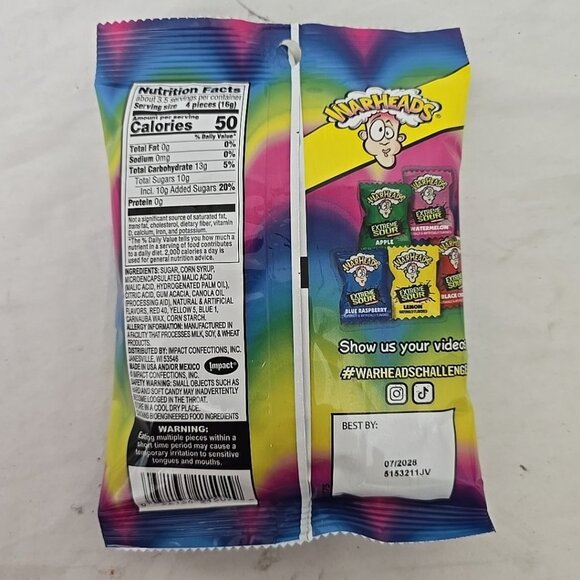 Nutrition Facts
about 3.5 servings per container
Serving size 4 pieces (16g)
Amount per serving
Calories 50
% Daily Value*
Total Fat 0g 0%
Sodium 0mg 0%
Total Carbohydrate 13g 5%
Total Sugars 10g
Incl. 10g Added Sugars 20%
Protein 0g
Not a significant source of saturated fat,
trans fat, cholesterol, dietary fiber, vitamin
D, calcium, iron, and potassium.
*The % Daily Value tells you how much a
nutrient in a serving of food contributes
to a daily diet. 2,000 calories a day is
used for general nutrition advice.
INGREDIENTS: SUGAR, CORN SYRUP,
MICROENCAPSULATED MALIC ACID
(MALIC ACID, HYDROGENATED PALM OIL),
CITRIC ACID, GUM ACACIA, CANOLA OIL
(PROCESSING AID), NATURAL & ARTIFICIAL
FLAVORS, RED 40, YELLOW 5, BLUE 1,
CARNAUBA WAX, CORN STARCH.
ALLERGY INFORMATION: MANUFACTURED IN
A FACILITY THAT PROCESSES MILK, SOY, & WHEAT
PRODUCTS.
DISTRIBUTED BY: IMPACT CONFECTIONS, INC.
JANESVILLE, WI 53546
MADE IN USA AND/OR MEXICO
© IMPACT CONFECTIONS, INC.
Impact
SAFETY WARNING: SMALL OBJECTS SUCH AS
HARD AND SOFT CANDY MAY INADVERTENTLY
BECOME LODGED IN THE THROAT.
STORE IN A COOL DRY PLACE.
CONTAINS BIOENGINEERED FOOD INGREDIENTS
WARNING:
Eating multiple pieces within a
short time period may cause a
temporary irritation to sensitive
tongues and mouths.
WARHEADS®
WARHEADS
EXTREME
SOUR
APPLE
WARHEADS
EXTREME
SOUR
WATERMELON
WARHEADS
EXTREME
SOUR
BLUE RASPBERRY
WARHEADS
EXTREME
SOUR
LEMON
NATURALLY FLAVORED
SOUR
BLACK
Show us your videos
#WARHEADSCHALLENGE
BEST BY:
07/2028
5153211JV